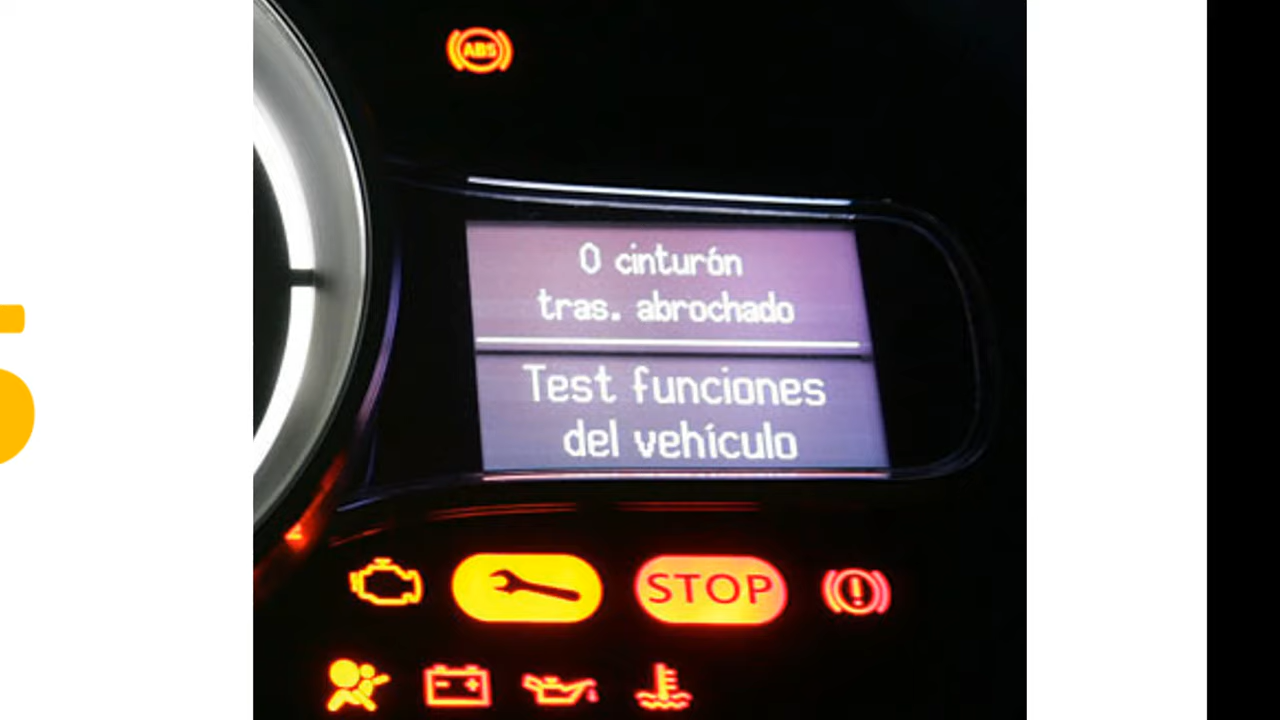 ABS
0 cinturón
tras. abrochado
Test funciones
del vehículo
STOP